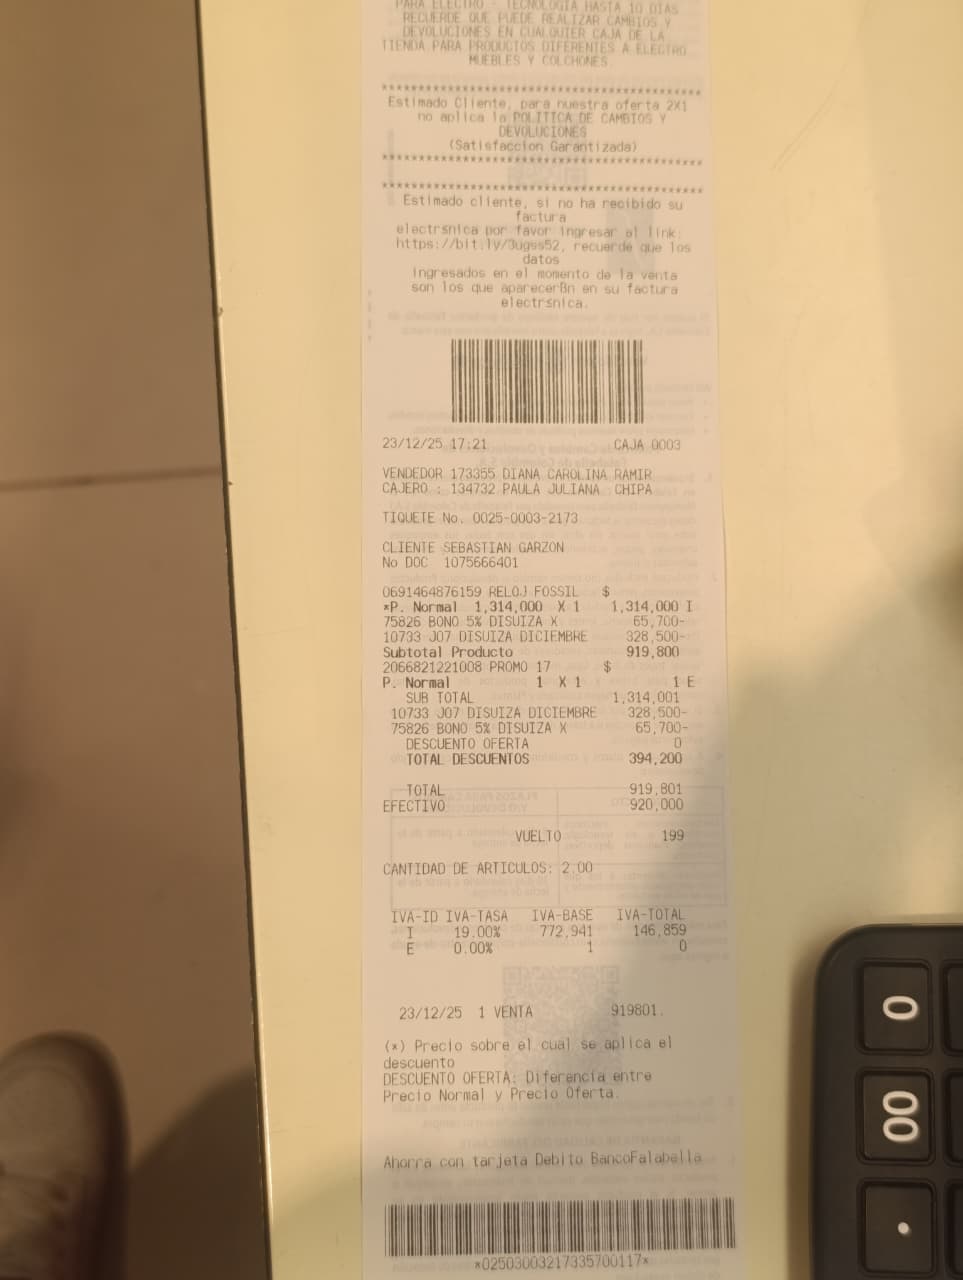 PARA ELECTRO - TECNOLOGIA HASTA 10 DIAS
RECUERDE QUE PUEDE REALIZAR CAMBIOS Y
DEVOLUCIONES EN CUALQUIER CAJA DE LA
TIENDA PARA PRODUCTOS DIFERENTES A ELECTRO
MUEBLES Y COLCHONES
******************************************
Estimado Cliente, para nuestra oferta 2X1
no aplica la POLITICA DE CAMBIOS Y
DEVOLUCIONES
(Satisfaccion Garantizada)
******************************************
******************************************
Estimado cliente, si no ha recibido su
factura
electrsnica por favor ingresar al link:
https://bit.ly/3ugss52, recuerde que los
datos
ingresados en el momento de la venta
son los que aparecerBn en su factura
electrsnica.
23/12/25 17:21 CAJA 0003
VENDEDOR 173355 DIANA CAROLINA RAMIR
CAJERO : 134732 PAULA JULIANA CHIPA
TIQUETE No. 0025-0003-2173
CLIENTE SEBASTIAN GARZON
No DOC 1075666401
0691464876159 RELOJ FOSSIL $
*P. Normal 1,314,000 X 1 1,314,000 I
75826 BONO 5% DISUIZA X 65,700-
10733 J07 DISUIZA DICIEMBRE 328,500-
Subtotal Producto 919,800
2066821221008 PROMO 17 $
P. Normal 1 X 1 1 E
SUB TOTAL 1,314,001
10733 J07 DISUIZA DICIEMBRE 328,500-
75826 BONO 5% DISUIZA X 65,700-
DESCUENTO OFERTA 0
TOTAL DESCUENTOS 394,200
TOTAL 919,801
EFECTIVO 920,000
VUELTO 199
CANTIDAD DE ARTICULOS: 2.00
IVA-ID IVA-TASA IVA-BASE IVA-TOTAL
I 19.00% 772,941 146,859
E 0.00% 1 0
23/12/25 1 VENTA 919801.
(*) Precio sobre el cual se aplica el
descuento
DESCUENTO OFERTA: Diferencia entre
Precio Normal y Precio Oferta.
Ahorra con tarjeta Debito BancoFalabella
*02503003217335700117*
0
00
.